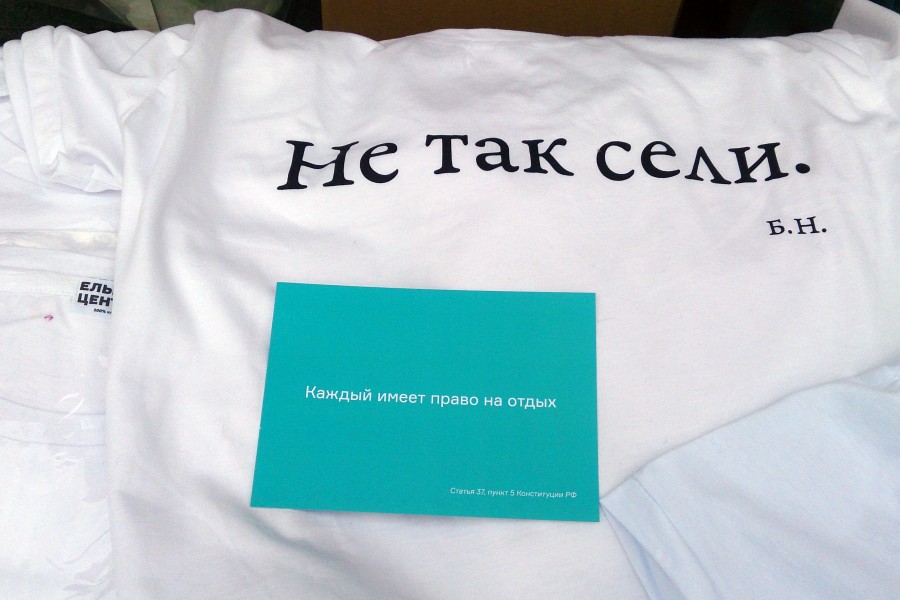 Не так сели.
Б.Н.
Каждый имеет право на отдых
Статья 37, пункт 5 Конституции РФ